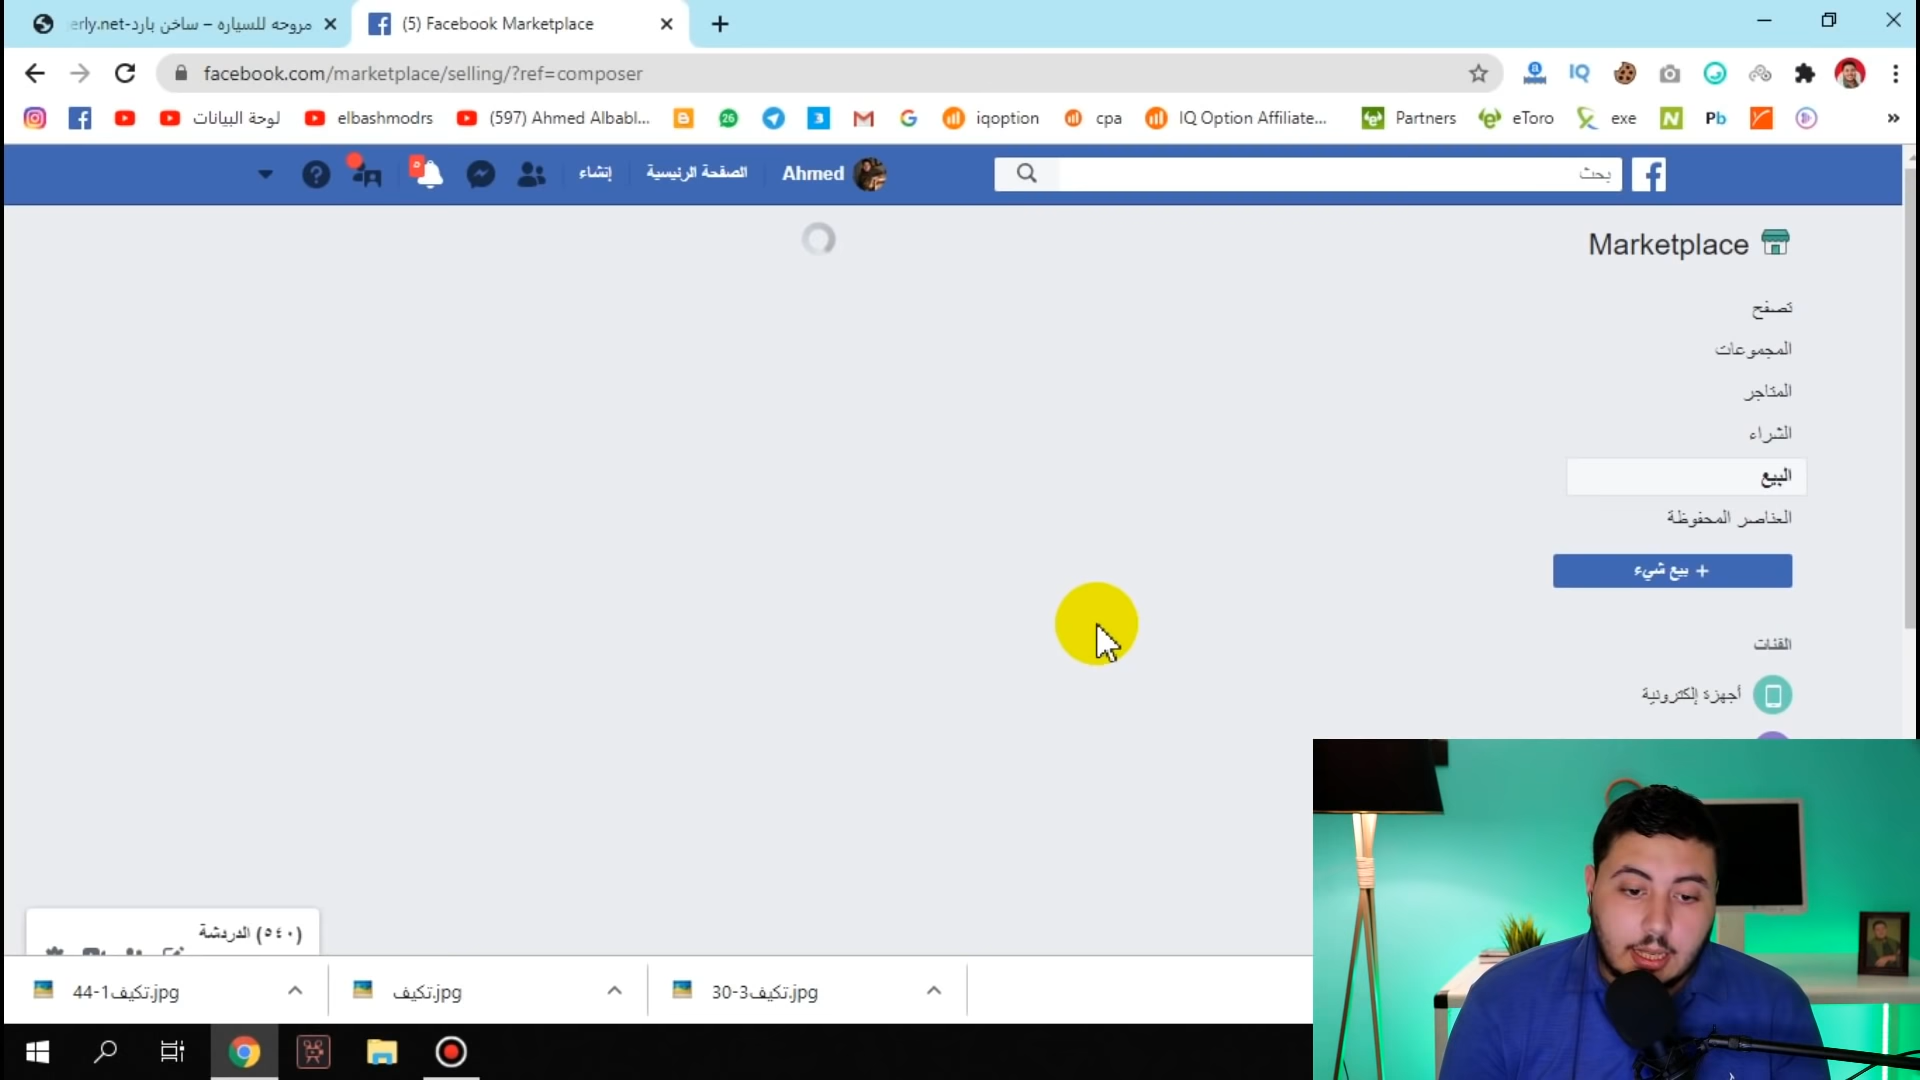 مروحه للسياره – ساخن بارد-erly.net
(5) Facebook Marketplace
facebook.com/marketplace/selling/?ref=composer
IQ
لوحة البيانات
elbashmodrs
(597) Ahmed Albabl...
26
3
iqoption
cpa
IQ Option Affiliate...
Partners
eToro
exe
N
Pb
»
إنشاء
الصفحة الرئيسية
Ahmed
بحث
Marketplace
تصفح
المجموعات
المتاجر
الشراء
البيع
العناصر المحفوظة
+ بيع شيء
الفئات
أجهزة إلكترونية
الدردشة (٥٤٠)
تكيف1-44.jpg
تكيف.jpg
تكيف3-30.jpg